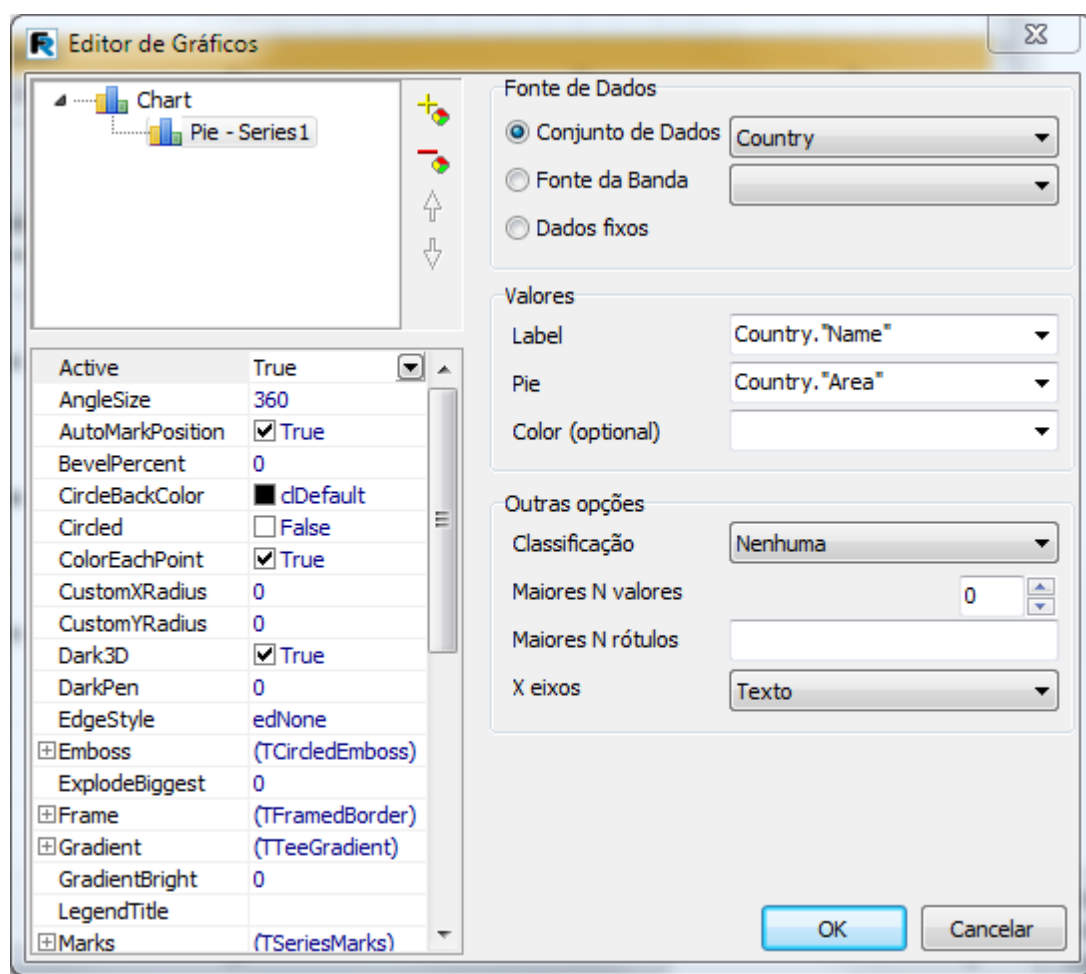 Editor de Gráficos
Chart
Pie - Series1
Fonte de Dados
Conjunto de Dados Country
Fonte da Banda
Dados fixos
Valores
Label Country."Name"
Pie Country."Area"
Color (optional)
Outras opções
Classificação Nenhuma
Maiores N valores 0
Maiores N rótulos
X eixos Texto
Active True
AngleSize 360
AutoMarkPosition True
BevelPercent 0
CircleBackColor clDefault
Circled False
ColorEachPoint True
CustomXRadius 0
CustomYRadius 0
Dark3D True
DarkPen 0
EdgeStyle edNone
Emboss (TCircledEmboss)
ExplodeBiggest 0
Frame (TFramedBorder)
Gradient (TTeeGradient)
GradientBright 0
LegendTitle
Marks (TSeriesMarks)
OK Cancelar